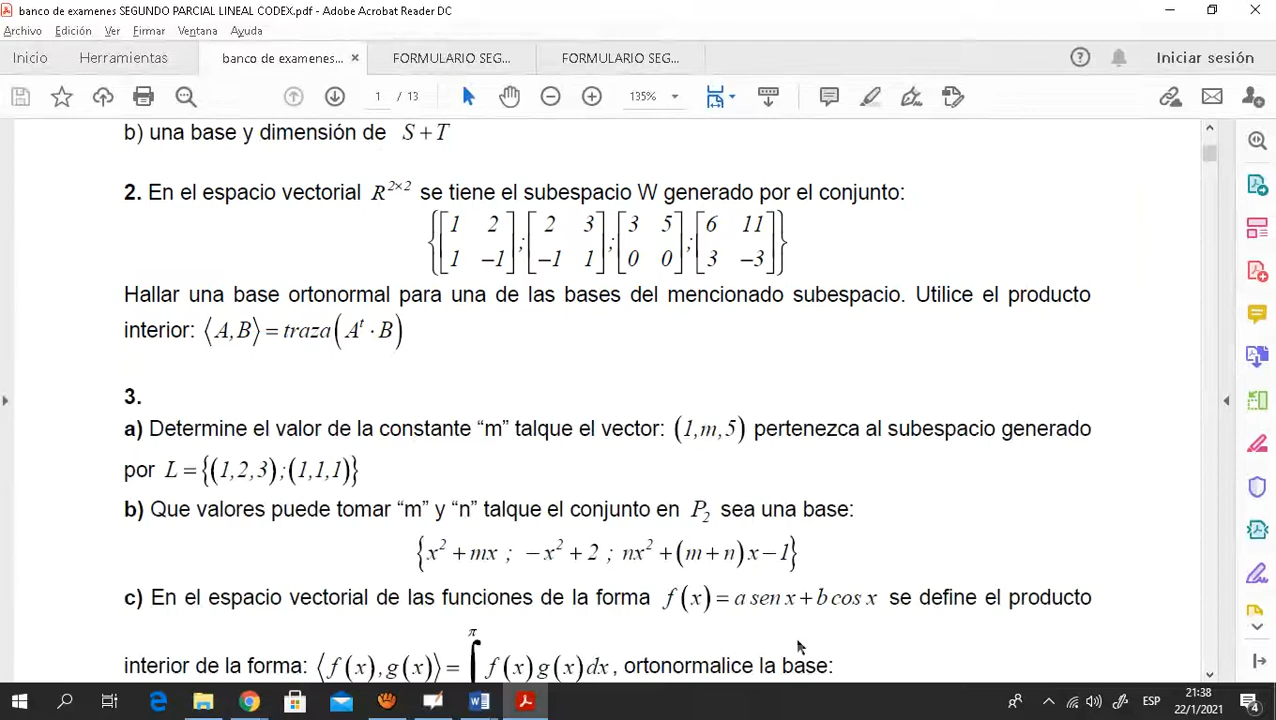 banco de examenes SEGUNDO PARCIAL LINEAL CODEX.pdf - Adobe Acrobat Reader DC
Archivo Edición Ver Firmar Ventana Ayuda
Inicio Herramientas banco de examenes... × FORMULARIO SEG... FORMULARIO SEG... Iniciar sesión
1 / 13 135%
b) una base y dimensión de S + T
2. En el espacio vectorial R^{2×2} se tiene el subespacio W generado por el conjunto:
{[1 2; 1 −1]; [2 3; −1 1]; [3 5; 0 0]; [6 11; 3 −3]}
Hallar una base ortonormal para una de las bases del mencionado subespacio. Utilice el producto
interior: ⟨A,B⟩ = traza(A^t · B)
3.
a) Determine el valor de la constante “m” talque el vector: (1,m,5) pertenezca al subespacio generado
por L = {(1,2,3);(1,1,1)}
b) Que valores puede tomar “m” y “n” talque el conjunto en P₂ sea una base:
{x² + mx ; −x² + 2 ; nx² + (m + n)x − 1}
c) En el espacio vectorial de las funciones de la forma f(x) = a sen x + b cos x se define el producto
interior de la forma: ⟨f(x), g(x)⟩ = ∫^π f(x)g(x)dx, ortonormalice la base:
ESP
21:38
22/1/2021
4